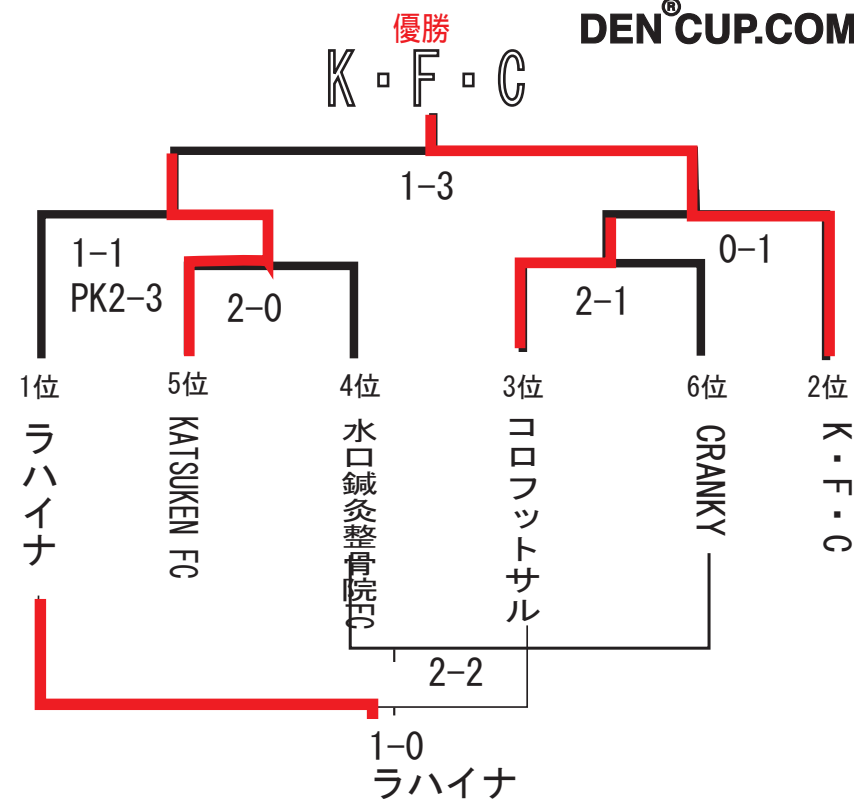 優勝
DEN®CUP.COM
K・F・C
1-3
1-1
PK2-3
2-0
2-1
0-1
1位
5位
4位
3位
6位
2位
ラハイナ
KATSUKEN FC
水口鍼灸整骨院FC
コロフットサル
CRANKY
K・F・C
2-2
1-0
ラハイナ